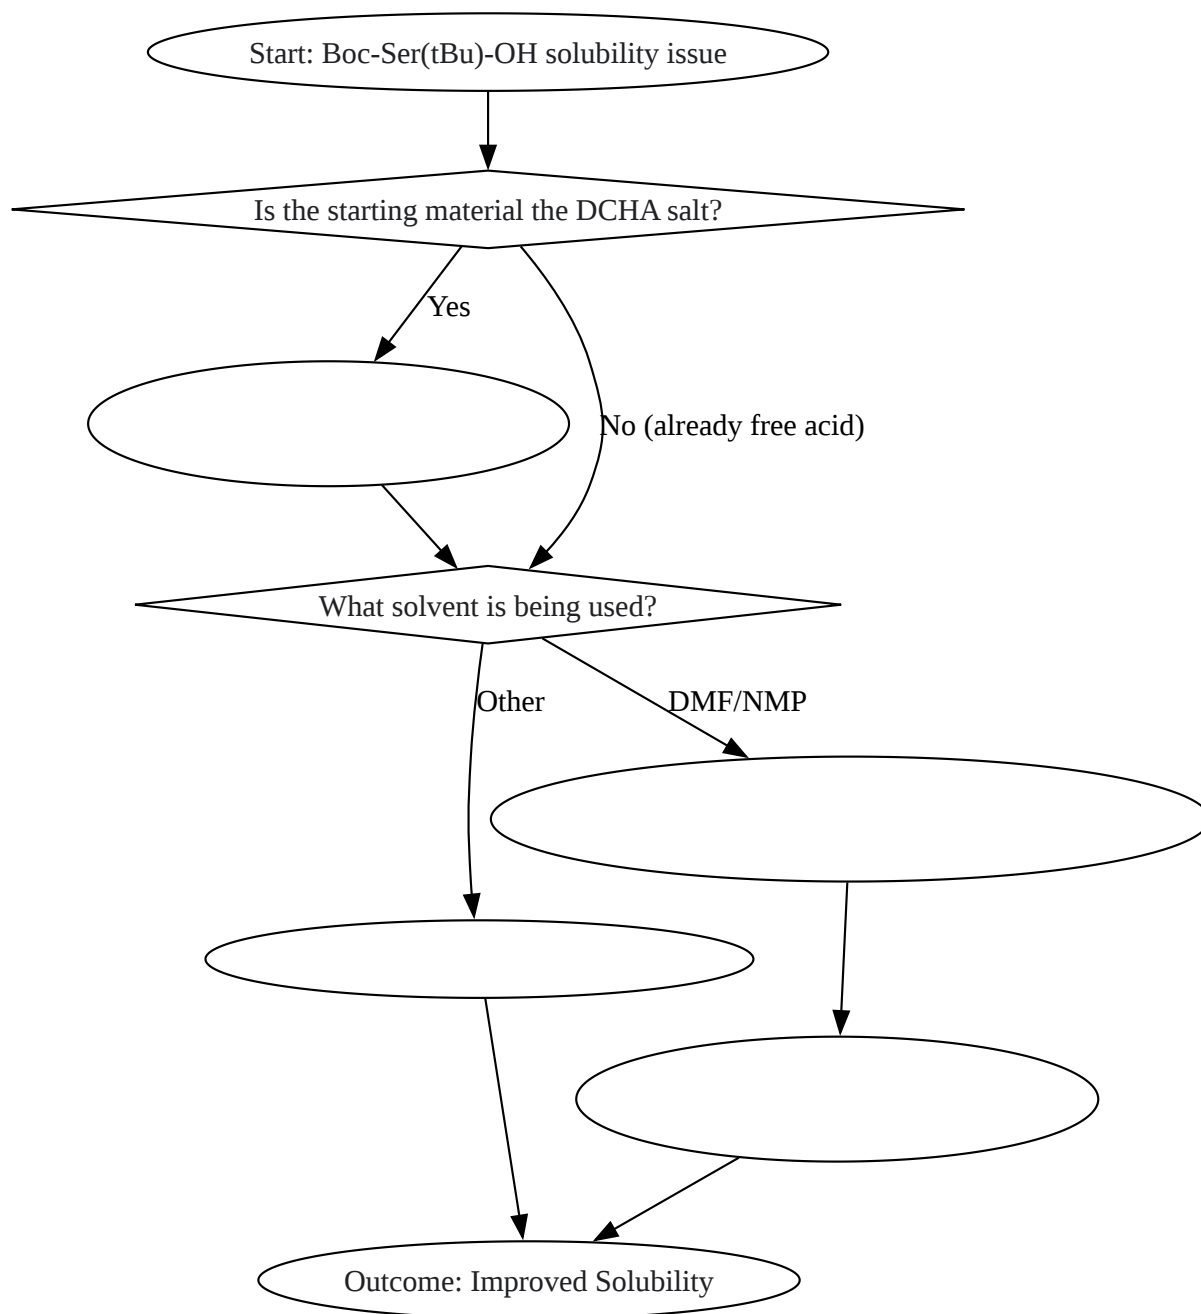 Start: Boc-Ser(tBu)-OH solubility issue
Is the starting material the DCHA salt?
Yes
No (already free acid)
What solvent is being used?
Other
DMF/NMP
Outcome: Improved Solubility